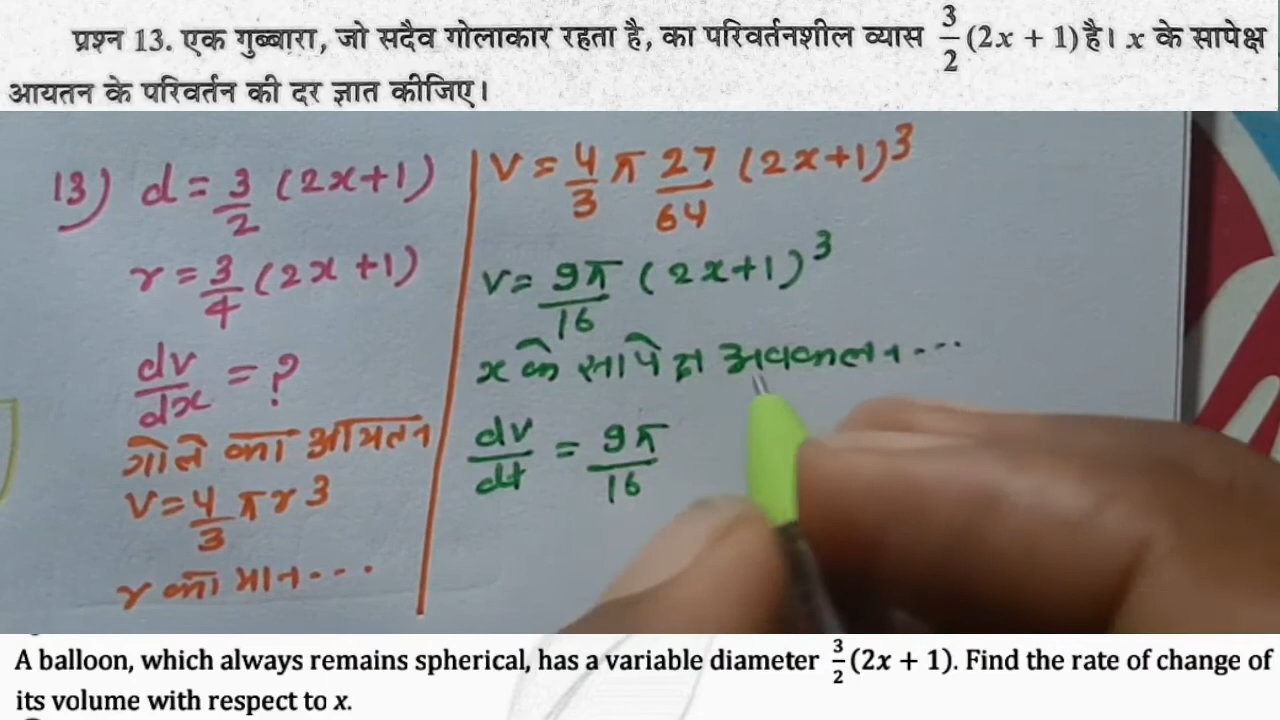 प्रश्न 13. एक गुब्बारा, जो सदैव गोलाकार रहता है, का परिवर्तनशील व्यास 3/2 (2x + 1) है। x के सापेक्ष
आयतन के परिवर्तन की दर ज्ञात कीजिए।
13) d = 3/2 (2x+1)
r = 3/4 (2x+1)
dv/dx = ?
गोले का आयतन
V = 4/3 π r3
r का मान...
V = 4/3 π 27/64 (2x+1)³
V = 9π/16 (2x+1)³
x के सापेक्ष अवकलन...
dv/dt = 9π/16
A balloon, which always remains spherical, has a variable diameter 3/2 (2x + 1). Find the rate of change of
its volume with respect to x.